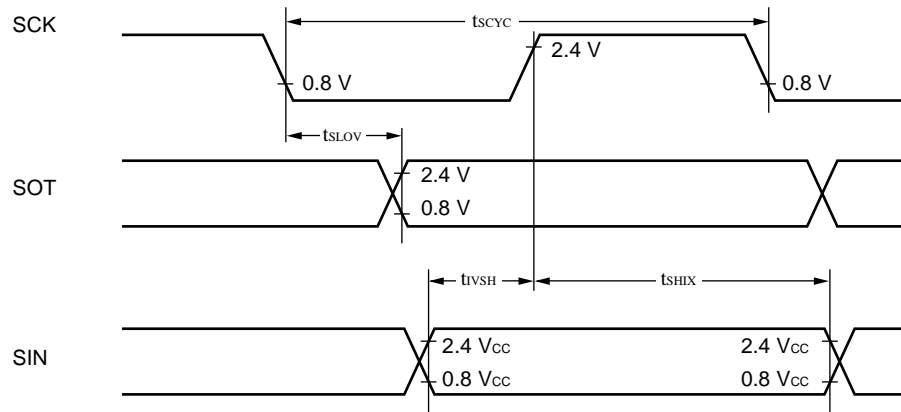 SCK
tSCYC
2.4 V
0.8 V
0.8 V
tSLOV
SOT
2.4 V
0.8 V
tIVSH
tSHIX
SIN
2.4 VCC
2.4 VCC
0.8 VCC
0.8 VCC